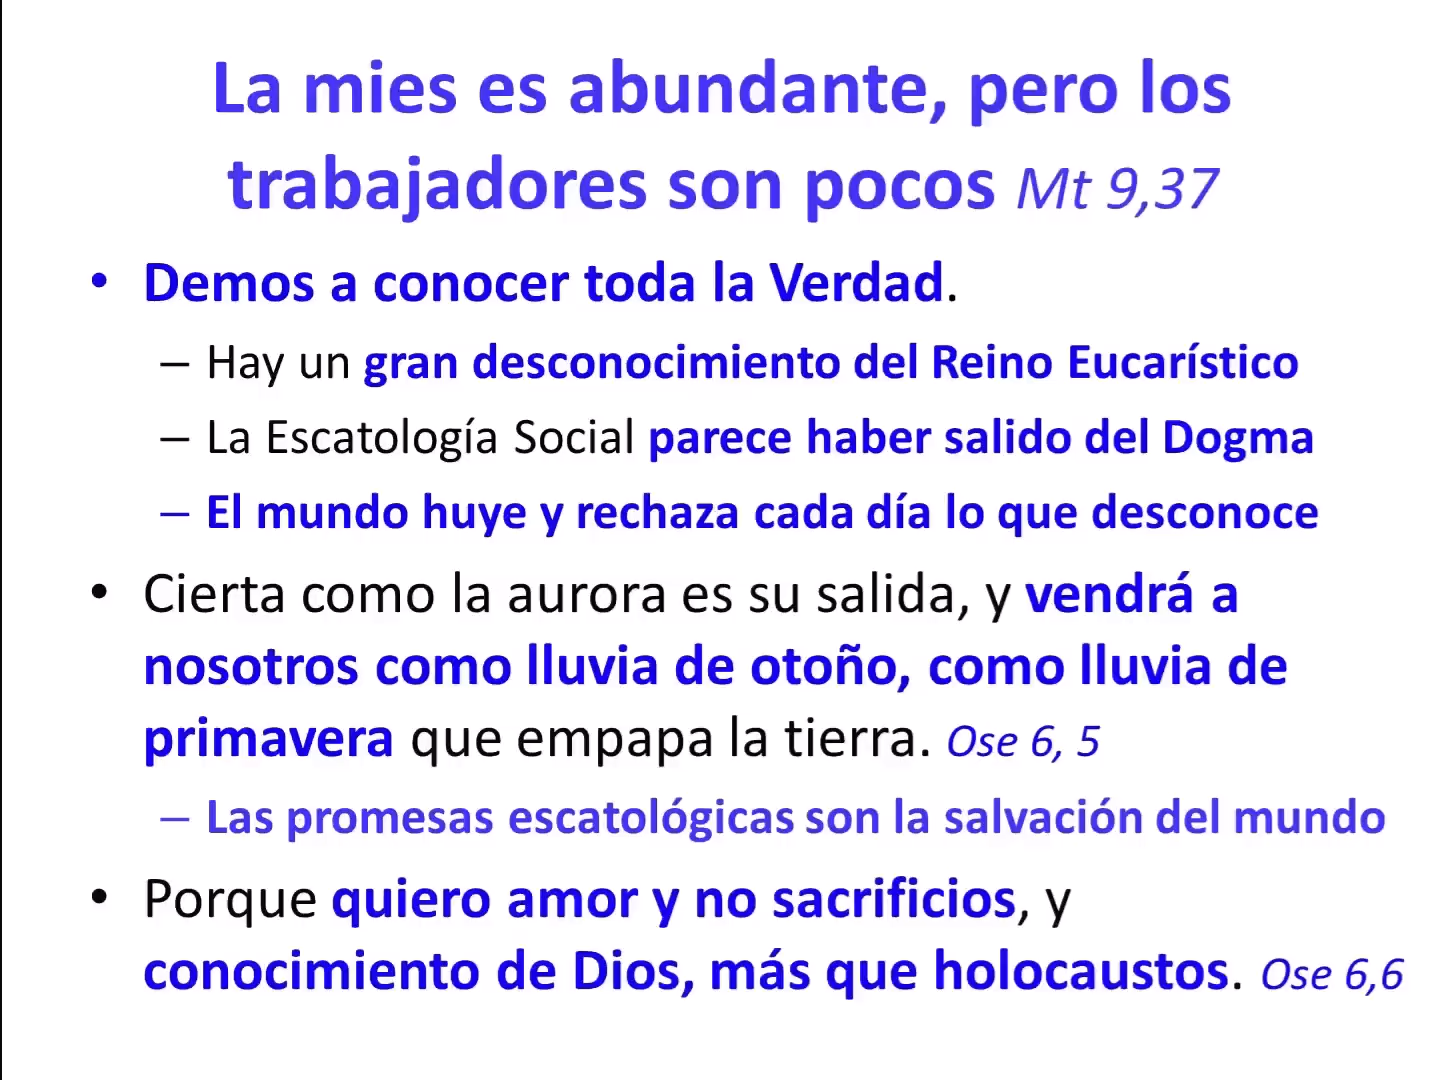 La mies es abundante, pero los
trabajadores son pocos Mt 9,37
• Demos a conocer toda la Verdad.
– Hay un gran desconocimiento del Reino Eucarístico
– La Escatología Social parece haber salido del Dogma
– El mundo huye y rechaza cada día lo que desconoce
• Cierta como la aurora es su salida, y vendrá a
nosotros como lluvia de otoño, como lluvia de
primavera que empapa la tierra. Ose 6, 5
– Las promesas escatológicas son la salvación del mundo
• Porque quiero amor y no sacrificios, y
conocimiento de Dios, más que holocaustos. Ose 6,6